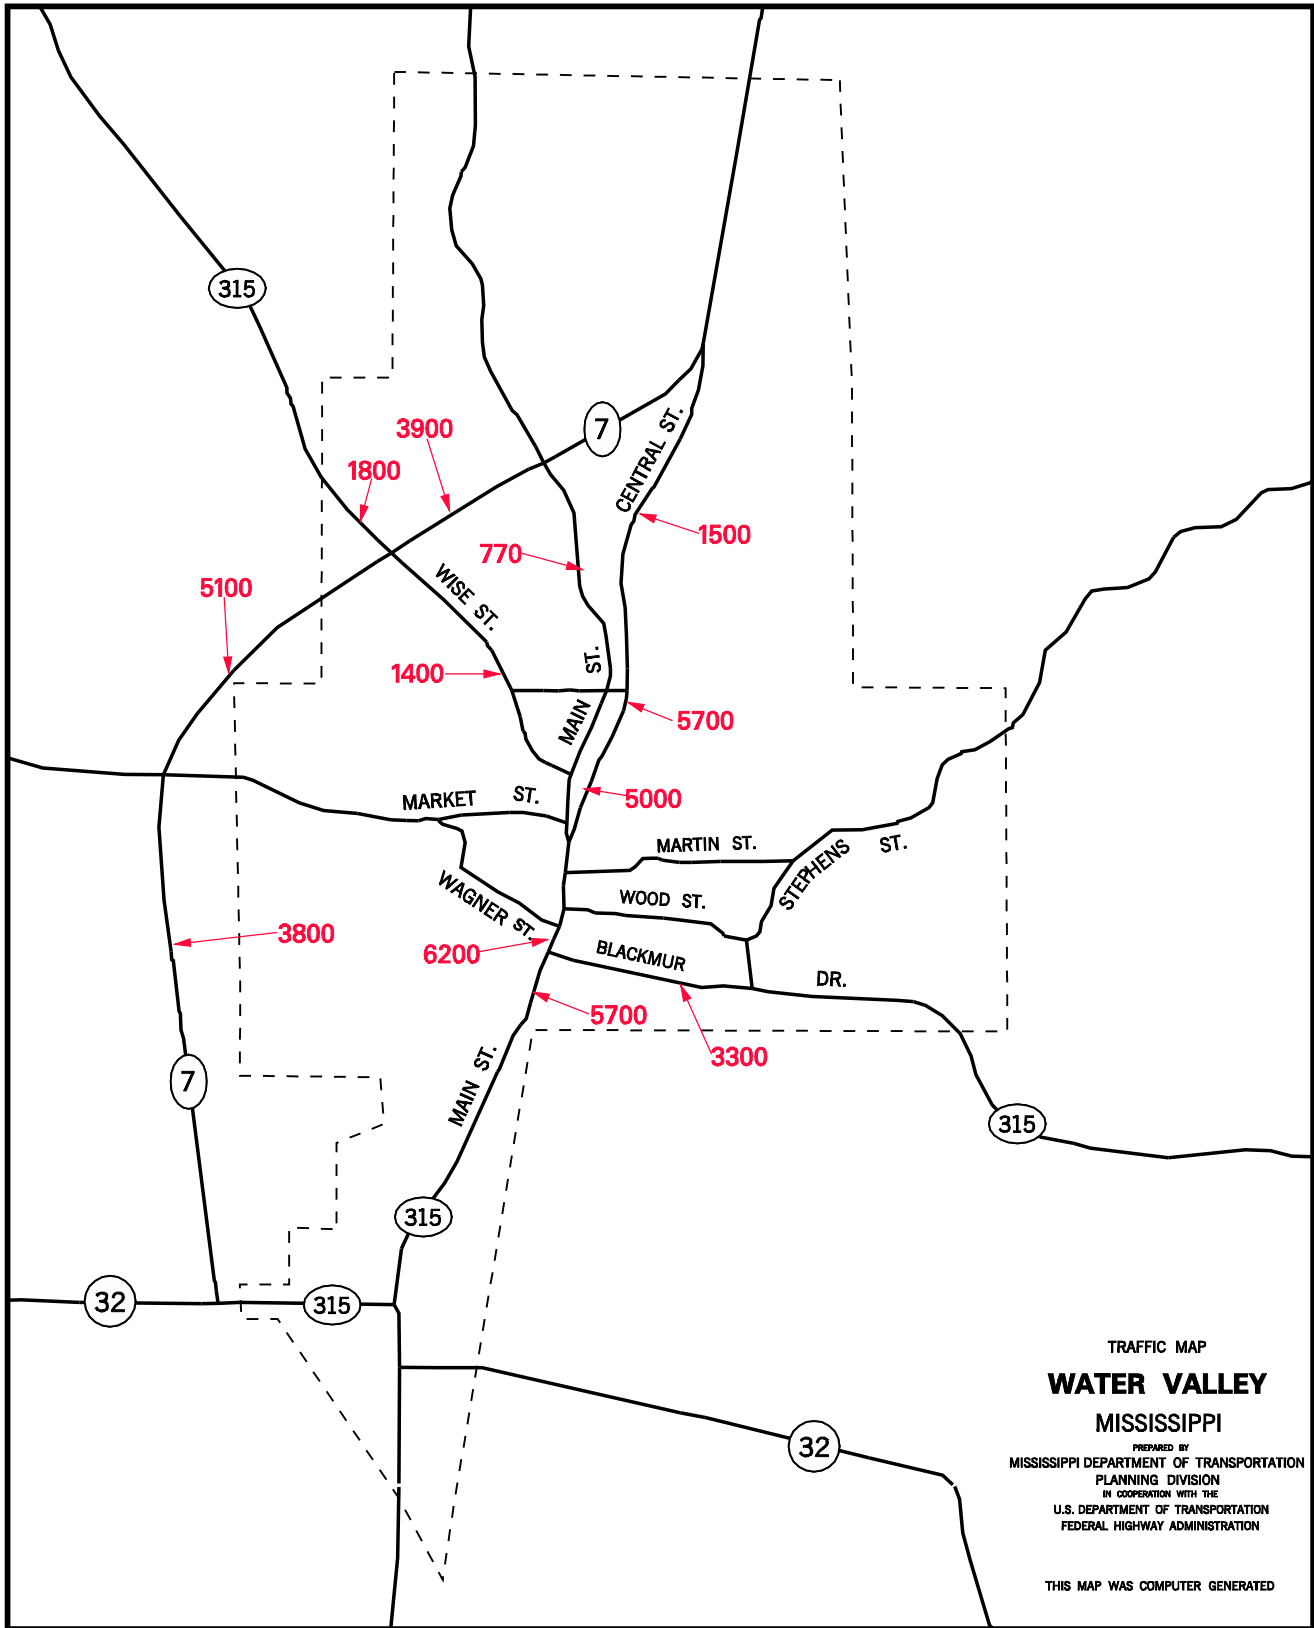 315
7
3900
CENTRAL ST.
1800
1500
770
WISE ST.
5100
1400
MAIN ST.
5700
MARKET ST.
5000
MARTIN ST.
STEPHENS ST.
WAGNER ST.
WOOD ST.
3800
6200
BLACKMUR DR.
5700
3300
7
MAIN ST.
315
315
32
315
32
TRAFFIC MAP
WATER VALLEY
MISSISSIPPI
PREPARED BY
MISSISSIPPI DEPARTMENT OF TRANSPORTATION
PLANNING DIVISION
IN COOPERATION WITH THE
U.S. DEPARTMENT OF TRANSPORTATION
FEDERAL HIGHWAY ADMINISTRATION
THIS MAP WAS COMPUTER GENERATED